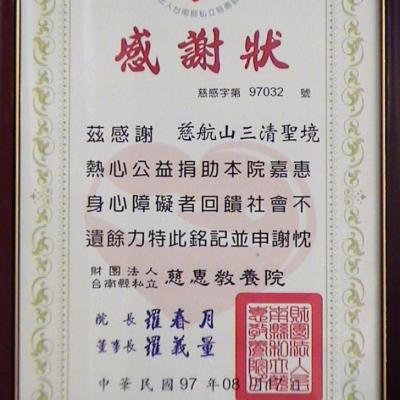 感謝狀
慈感字第 97032 號
茲感謝 慈航山三清聖境
熱心公益捐助本院嘉惠
身心障礙者回饋社會不
遺餘力特此銘記並申謝忱
財團法人
台南縣私立 慈惠教養院
院長 羅春月
董事長 羅義量
中華民國 97 年 08 月 17 日